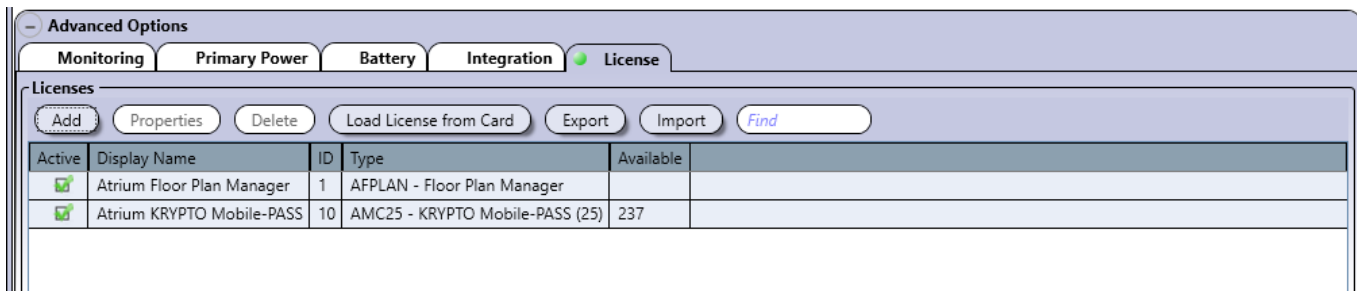 Advanced Options
Monitoring Primary Power Battery Integration License
Licenses
Add Properties Delete Load License from Card Export Import Find
Active Display Name ID Type Available
Atrium Floor Plan Manager 1 AFPLAN - Floor Plan Manager
Atrium KRYPTO Mobile-PASS 10 AMC25 - KRYPTO Mobile-PASS (25) 237